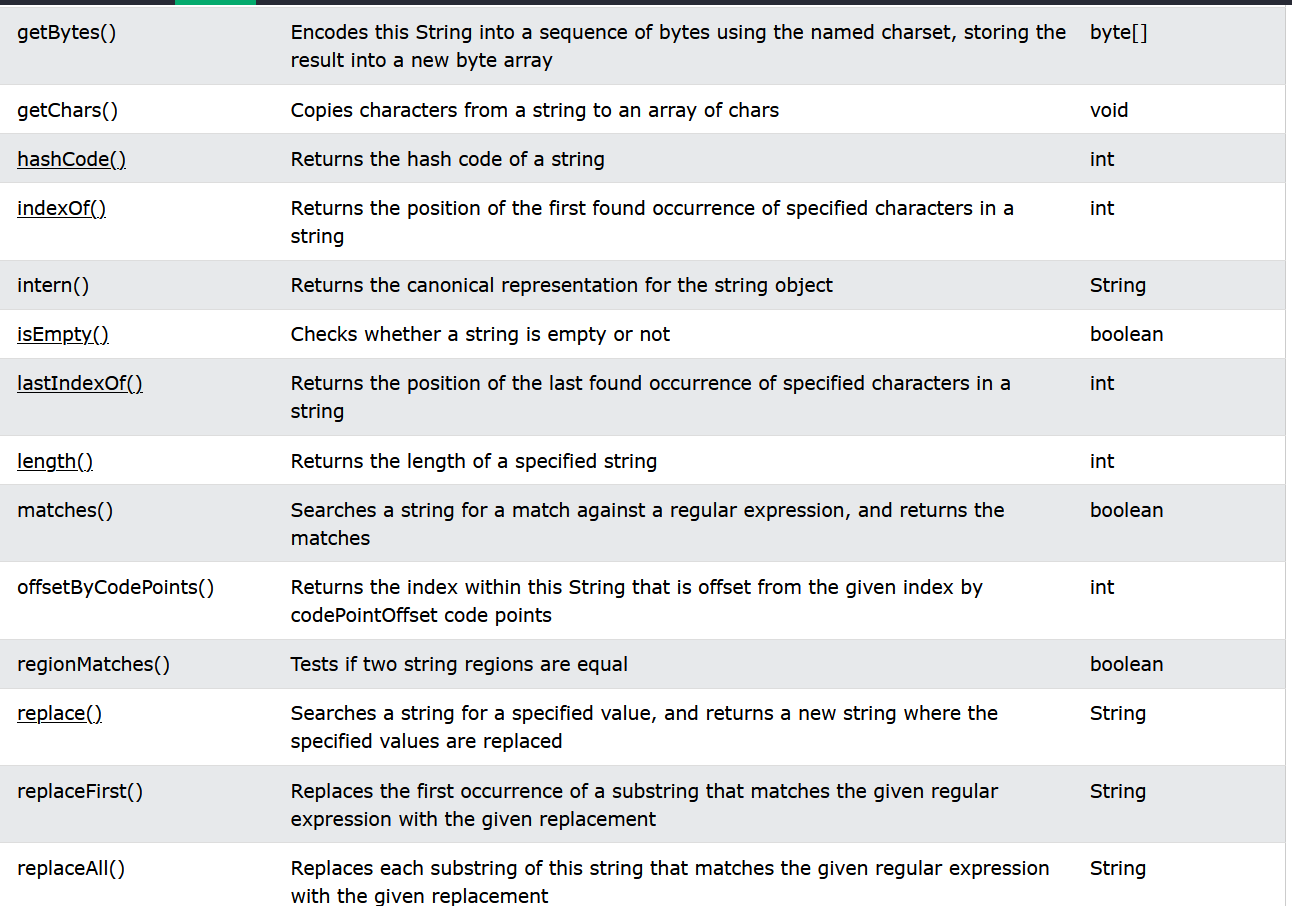 getBytes() Encodes this String into a sequence of bytes using the named charset, storing the byte[]
result into a new byte array
getChars() Copies characters from a string to an array of chars void
hashCode() Returns the hash code of a string int
indexOf() Returns the position of the first found occurrence of specified characters in a int
string
intern() Returns the canonical representation for the string object String
isEmpty() Checks whether a string is empty or not boolean
lastIndexOf() Returns the position of the last found occurrence of specified characters in a int
string
length() Returns the length of a specified string int
matches() Searches a string for a match against a regular expression, and returns the boolean
matches
offsetByCodePoints() Returns the index within this String that is offset from the given index by int
codePointOffset code points
regionMatches() Tests if two string regions are equal boolean
replace() Searches a string for a specified value, and returns a new string where the String
specified values are replaced
replaceFirst() Replaces the first occurrence of a substring that matches the given regular String
expression with the given replacement
replaceAll() Replaces each substring of this string that matches the given regular expression String
with the given replacement